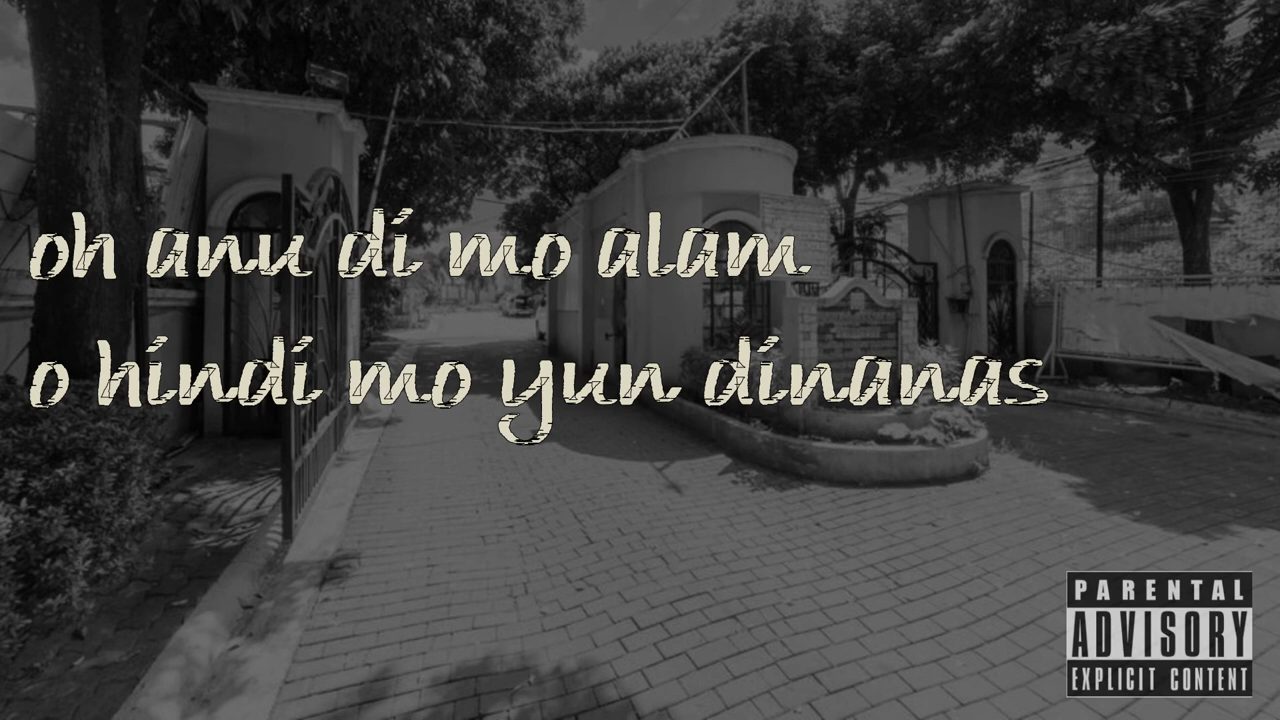 oh anu di mo alam
o hindi mo yun dinanas
PARENTAL
ADVISORY
EXPLICIT CONTENT